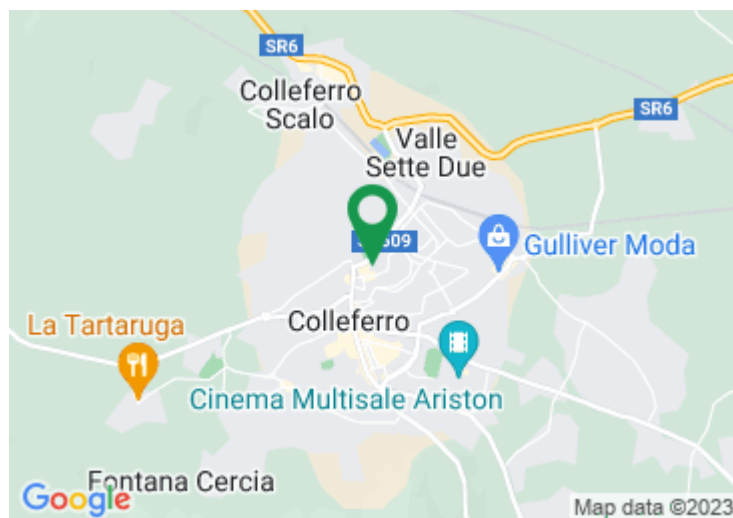 SR6
Colleferro
Scalo
SR6
Valle
Sette Due
Gulliver Moda
La Tartaruga
Colleferro
Cinema Multisale Ariston
Fontana Cercia
Google
Map data ©2023